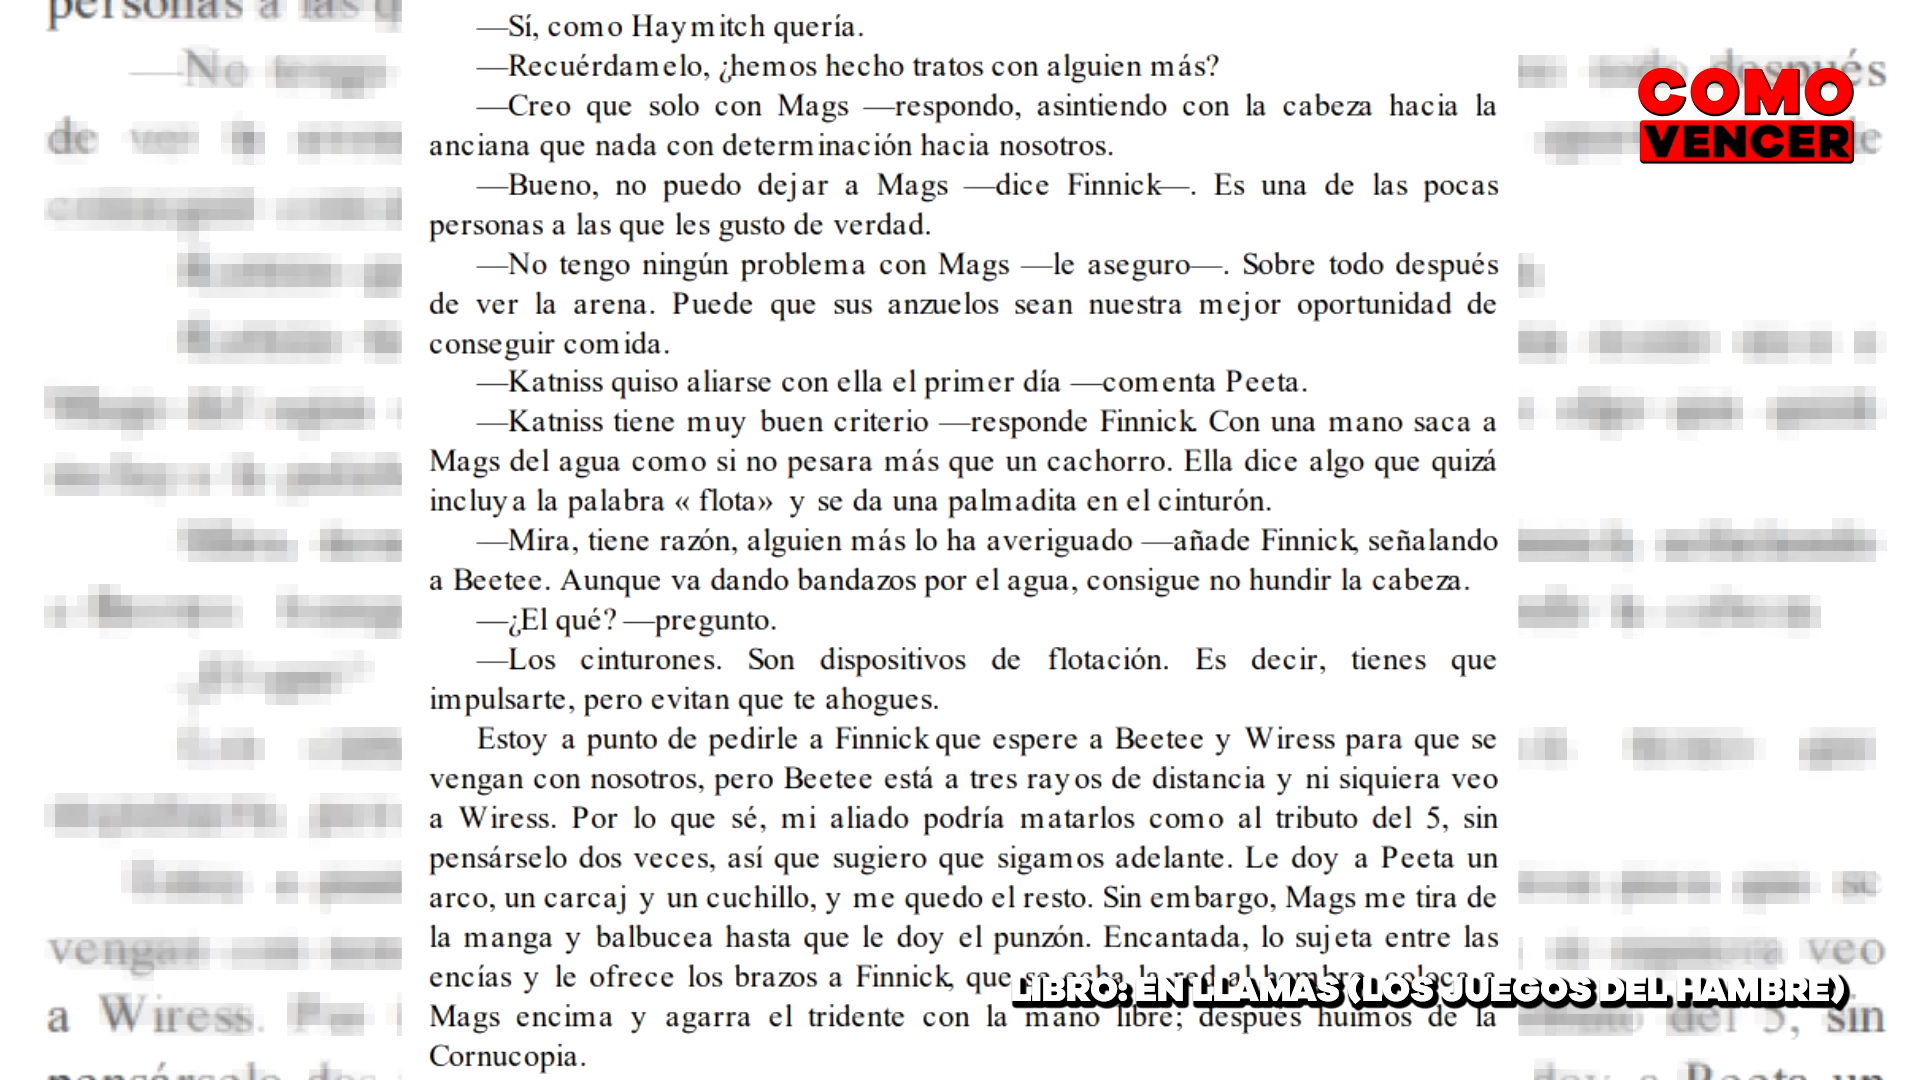 —Sí, como Haymitch quería.
—Recuérdamelo, ¿hemos hecho tratos con alguien más?
—Creo que solo con Mags —respondo, asintiendo con la cabeza hacia la
anciana que nada con determinación hacia nosotros.
—Bueno, no puedo dejar a Mags —dice Finnick—. Es una de las pocas
personas a las que les gusto de verdad.
—No tengo ningún problema con Mags —le aseguro—. Sobre todo después
de ver la arena. Puede que sus anzuelos sean nuestra mejor oportunidad de
conseguir comida.
—Katniss quiso aliarse con ella el primer día —comenta Peeta.
—Katniss tiene muy buen criterio —responde Finnick. Con una mano saca a
Mags del agua como si no pesara más que un cachorro. Ella dice algo que quizá
incluya la palabra « flota» y se da una palmadita en el cinturón.
—Mira, tiene razón, alguien más lo ha averiguado —añade Finnick, señalando
a Beetee. Aunque va dando bandazos por el agua, consigue no hundir la cabeza.
—¿El qué? —pregunto.
—Los cinturones. Son dispositivos de flotación. Es decir, tienes que
impulsarte, pero evitan que te ahogues.
Estoy a punto de pedirle a Finnick que espere a Beetee y Wiress para que se
vengan con nosotros, pero Beetee está a tres rayos de distancia y ni siquiera veo
a Wiress. Por lo que sé, mi aliado podría matarlos como al tributo del 5, sin
pensárselo dos veces, así que sugiero que sigamos adelante. Le doy a Peeta un
arco, un carcaj y un cuchillo, y me quedo el resto. Sin embargo, Mags me tira de
la manga y balbucea hasta que le doy el punzón. Encantada, lo sujeta entre las
encías y le ofrece los brazos a Finnick, que se echa la red al hombro, coloca a
Mags encima y agarra el tridente con la mano libre; después huimos de la
Cornucopia.
COMO
VENCER
LIBRO: EN LLAMAS (LOS JUEGOS DEL HAMBRE)